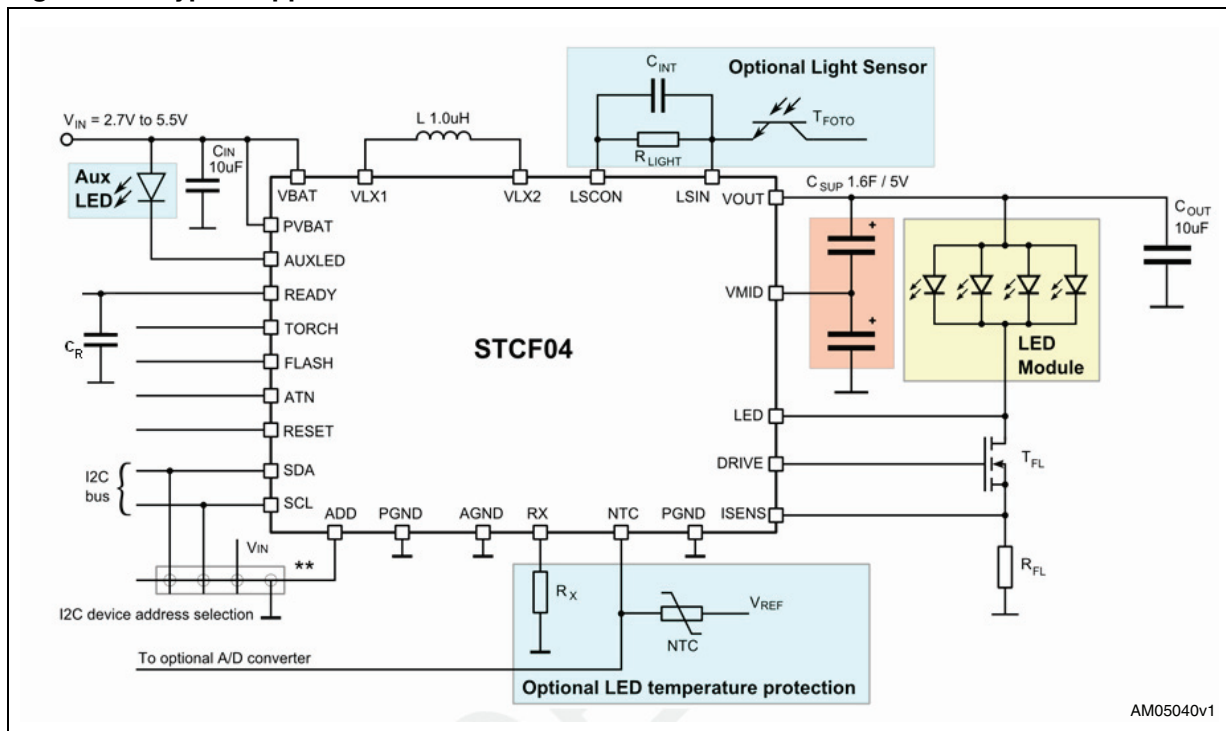 C_INT
Optional Light Sensor
V_IN = 2.7V to 5.5V
L 1.0uH
T_FOTO
C_IN
10uF
R_LIGHT
Aux
LED
VBAT
VLX1
VLX2
LSCON
LSIN
VOUT
C_SUP 1.6F / 5V
C_OUT
10uF
PVBAT
AUXLED
READY
VMID
+
+
TORCH
C_R
STCF04
FLASH
LED
Module
ATN
LED
RESET
DRIVE
T_FL
I2C
bus
SDA
SCL
ADD
PGND
AGND
RX
NTC
PGND
ISENS
V_IN
**
R_X
V_REF
R_FL
I2C device address selection
NTC
To optional A/D converter
Optional LED temperature protection
AM05040v1